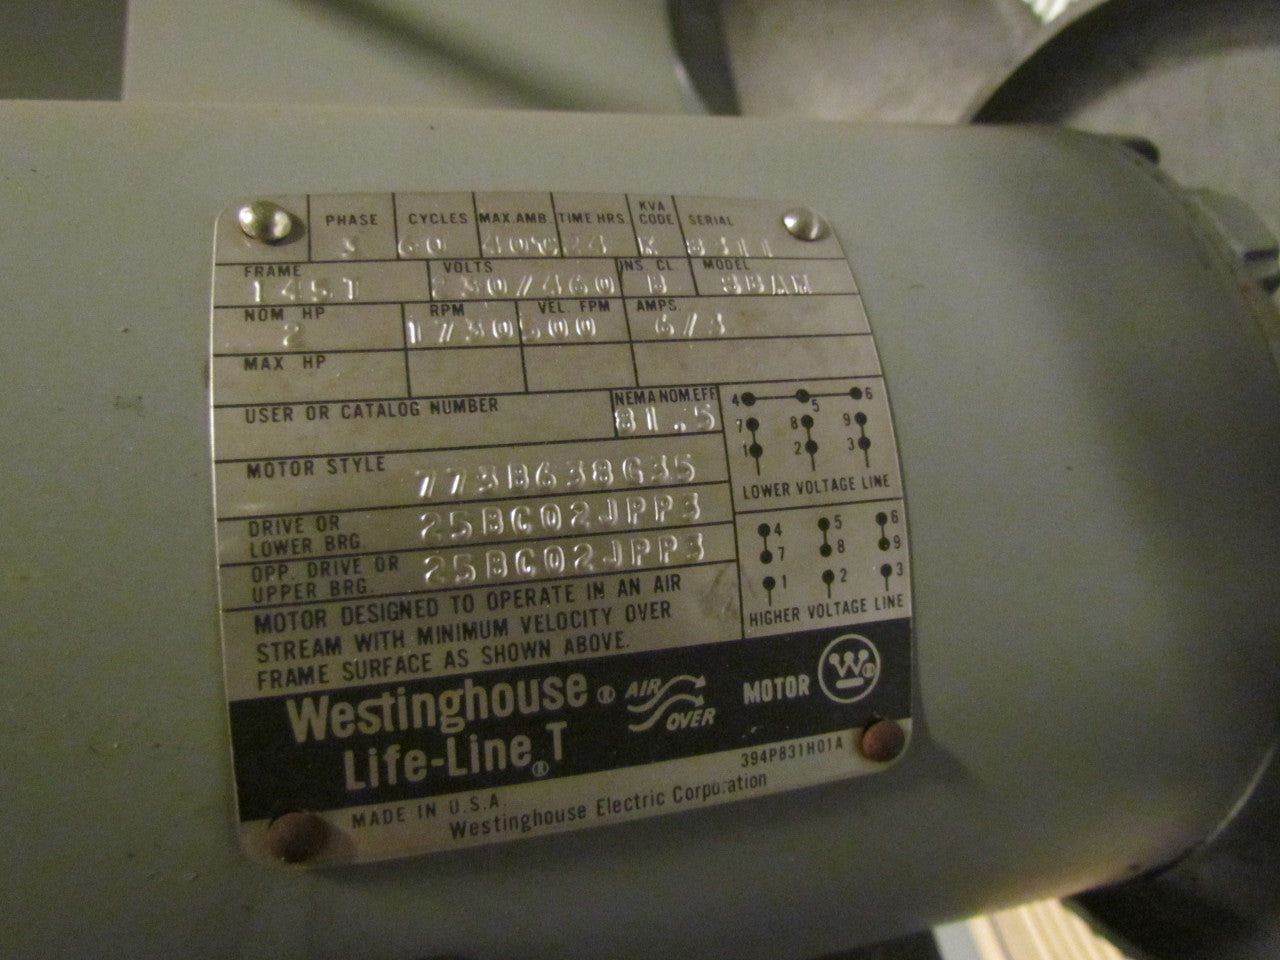 PHASE CYCLES MAX. AMB. TIME HRS KVA CODE SERIAL
3 60 40°C 24 K 8311
FRAME VOLTS INS. CL MODEL
145T 230/460 B SBAM
NOM HP RPM VEL. FPM AMPS.
2 1730 500 6/3
MAX HP
USER OR CATALOG NUMBER NEMA NOM. EFF
81.5
MOTOR STYLE 773B638G35
DRIVE OR LOWER BRG. 25BC02JPP3
OPP. DRIVE OR UPPER BRG. 25BC02JPP3
4 5 6
7 8 9
1 2 3
LOWER VOLTAGE LINE
4 5 6
7 8 9
1 2 3
HIGHER VOLTAGE LINE
MOTOR DESIGNED TO OPERATE IN AN AIR
STREAM WITH MINIMUM VELOCITY OVER
FRAME SURFACE AS SHOWN ABOVE.
Westinghouse ® AIR OVER MOTOR W ®
Life-Line ® T
394P831H01A
MADE IN U.S.A.
Westinghouse Electric Corporation